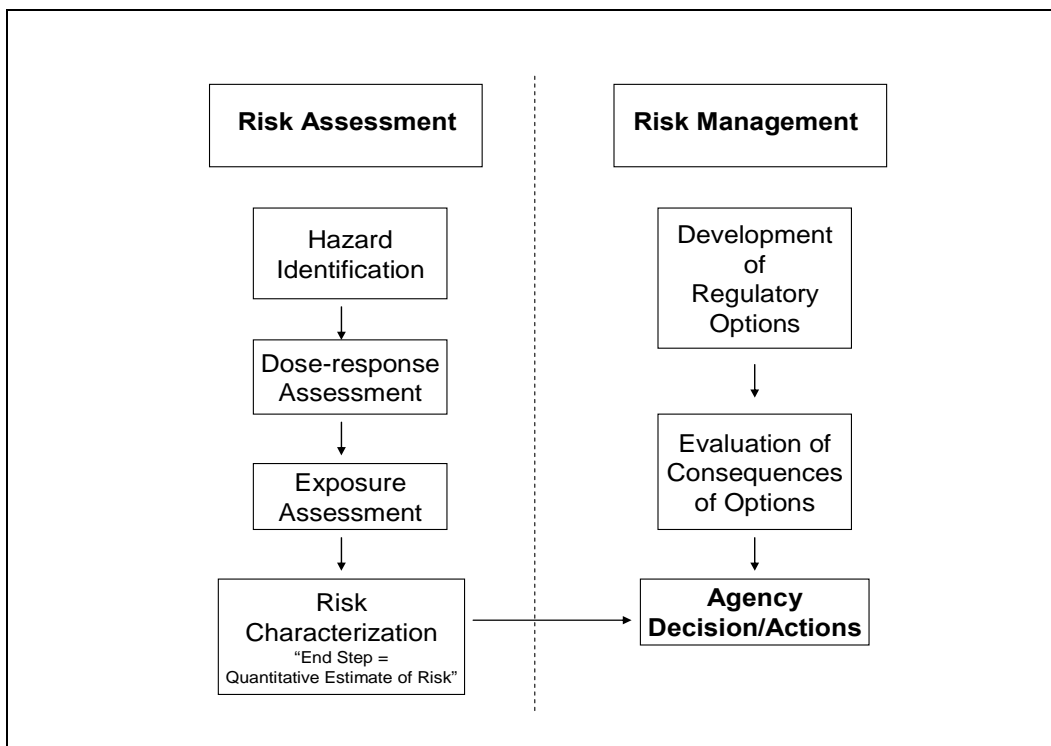 Risk Assessment
Hazard
Identification
Dose-response
Assessment
Exposure
Assessment
Risk
Characterization
“End Step =
Quantitative Estimate of Risk”
Risk Management
Development
of
Regulatory
Options
Evaluation of
Consequences
of Options
Agency
Decision/Actions